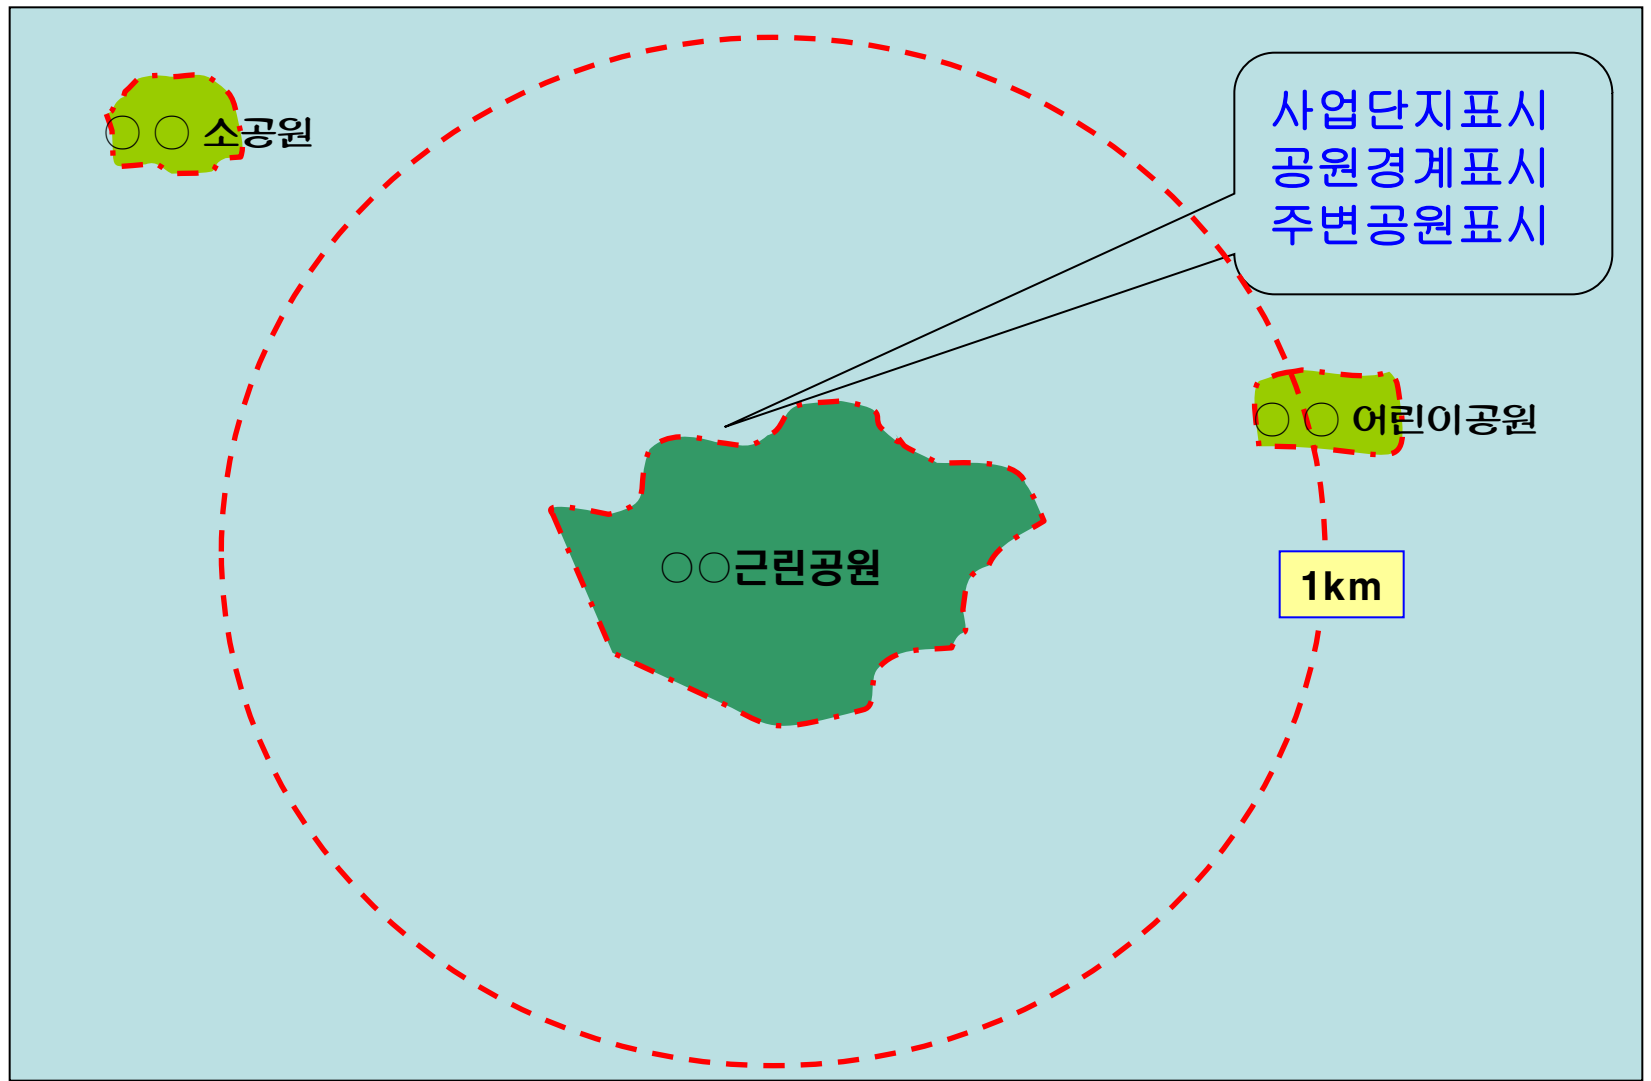 ○ ○ 소공원
사업단지표시
공원경계표시
주변공원표시
○ ○ 어린이공원
○○근린공원
1km